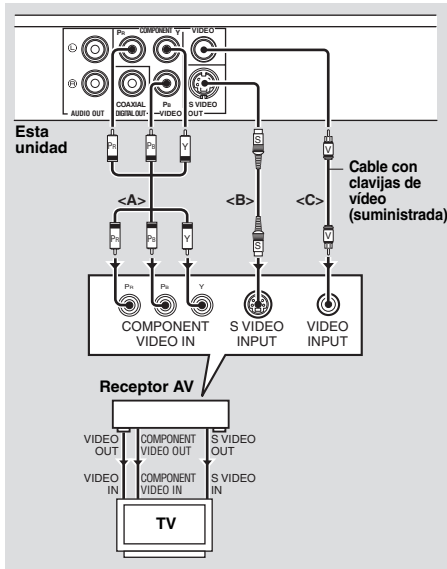 PR COMPONENT Y VIDEO
L
R
AUDIO OUT
COAXIAL
DIGITAL OUT
PB
VIDEO OUT
S VIDEO
Esta
unidad
PR PB Y S V
<A> <B> <C>
Cable con
clavijas de
vídeo
(suministrada)
PR PB Y S V
PR PB Y
COMPONENT
VIDEO IN
S VIDEO
INPUT
VIDEO
INPUT
Receptor AV
VIDEO
OUT
COMPONENT
VIDEO OUT
S VIDEO
OUT
VIDEO
IN
COMPONENT
VIDEO IN
S VIDEO
IN
TV